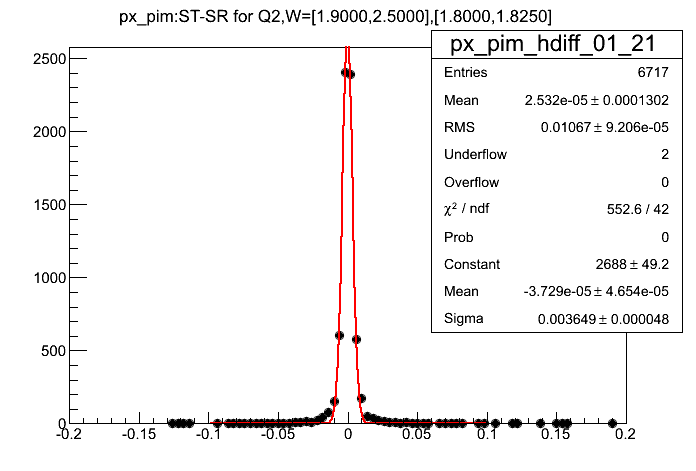 px_pim:ST-SR for Q2,W=[1.9000,2.5000],[1.8000,1.8250]
px_pim_hdiff_01_21
Entries 6717
Mean 2.532e-05 ± 0.0001302
RMS 0.01067 ± 9.206e-05
Underflow 2
Overflow 0
χ² / ndf 552.6 / 42
Prob 0
Constant 2688 ± 49.2
Mean -3.729e-05 ± 4.654e-05
Sigma 0.003649 ± 0.000048
2500
2000
1500
1000
500
0
-0.2 -0.15 -0.1 -0.05 0 0.05 0.1 0.15 0.2